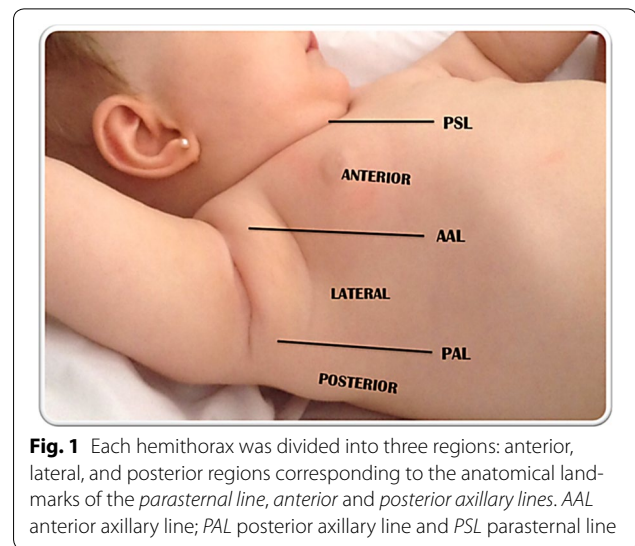 PSL
ANTERIOR
AAL
LATERAL
PAL
POSTERIOR
Fig. 1 Each hemithorax was divided into three regions: anterior,
lateral, and posterior regions corresponding to the anatomical land-
marks of the parasternal line, anterior and posterior axillary lines. AAL
anterior axillary line; PAL posterior axillary line and PSL parasternal line